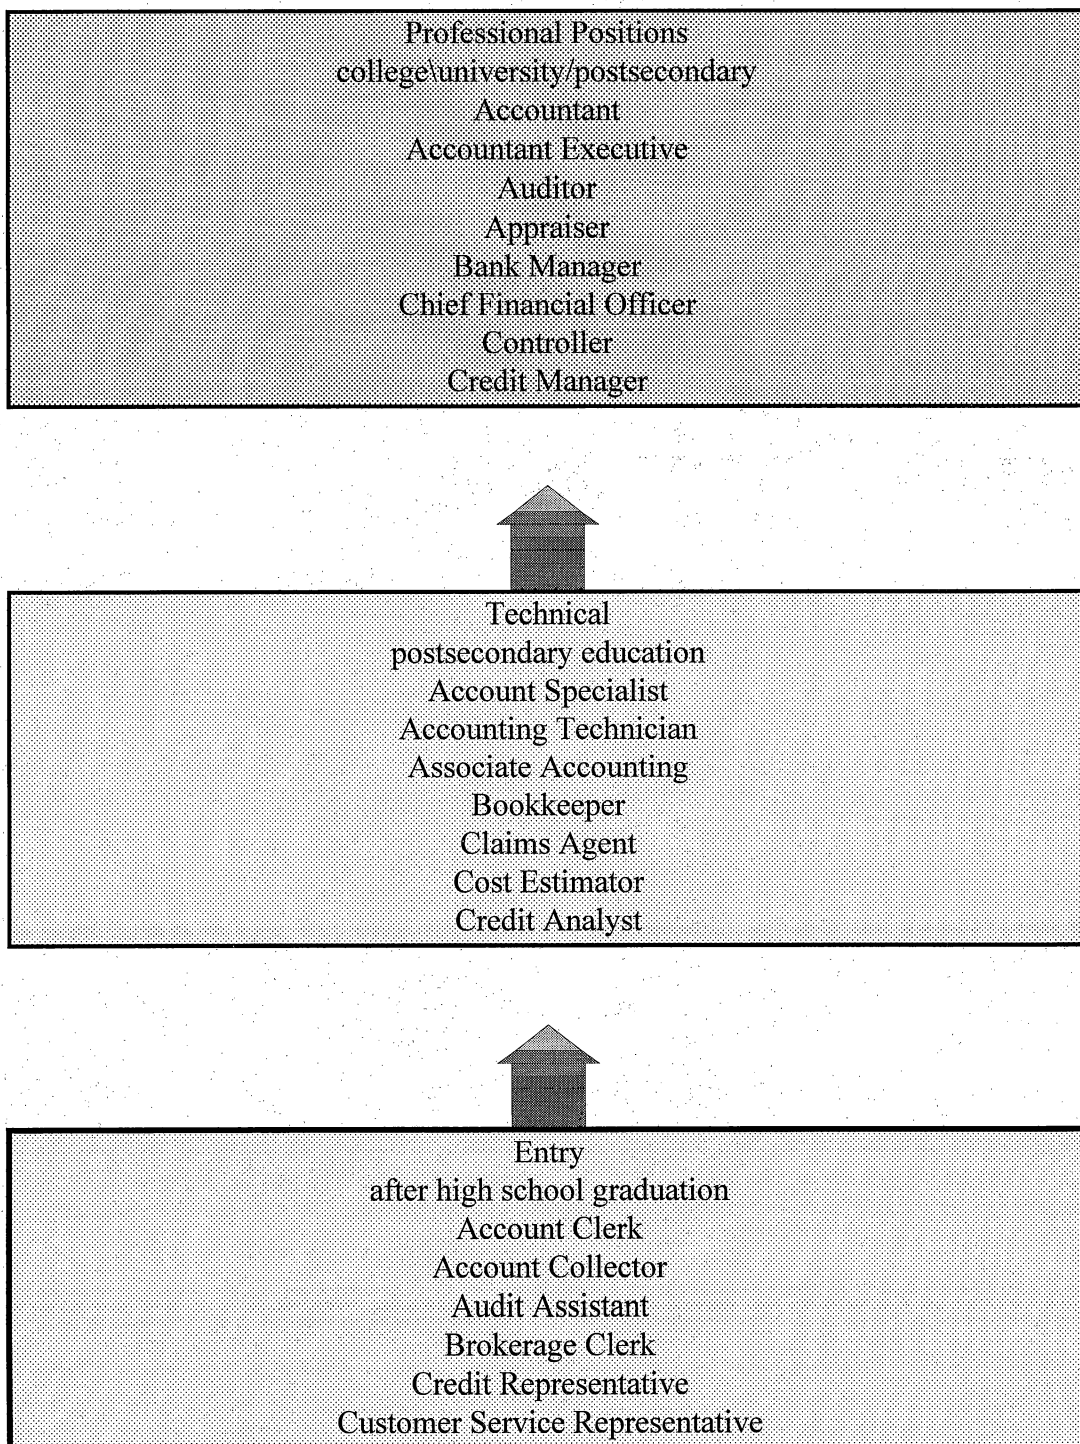 Professional Positions
college\university/postsecondary
Accountant
Accountant Executive
Auditor
Appraiser
Bank Manager
Chief Financial Officer
Controller
Credit Manager
Technical
postsecondary education
Account Specialist
Accounting Technician
Associate Accounting
Bookkeeper
Claims Agent
Cost Estimator
Credit Analyst
Entry
after high school graduation
Account Clerk
Account Collector
Audit Assistant
Brokerage Clerk
Credit Representative
Customer Service Representative